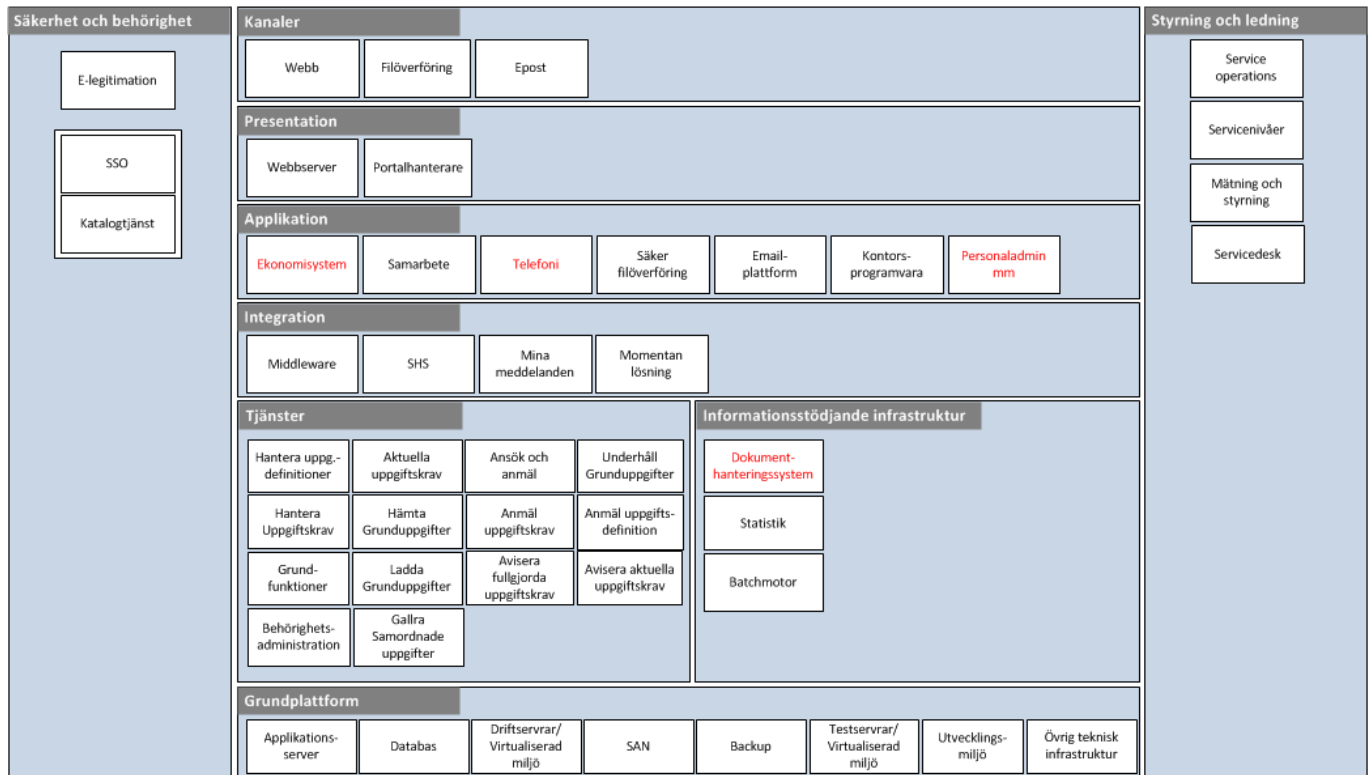 Säkerhet och behörighet
E-legitimation
SSO
Katalogtjänst
Kanaler
Webb
Filöverföring
Epost
Presentation
Webbserver
Portalhanterare
Applikation
Ekonomisystem
Samarbete
Telefoni
Säker
filöverföring
Email-
plattform
Kontors-
programvara
Personaladmin
mm
Integration
Middleware
SHS
Mina
meddelanden
Momentan
lösning
Tjänster
Hantera uppg.-
definitioner
Aktuella
uppgiftskrav
Ansök och
anmäl
Underhåll
Grunduppgifter
Hantera
Uppgiftskrav
Hämta
Grunduppgifter
Anmäl
uppgiftskrav
Anmäl uppgifts-
definition
Grund-
funktioner
Ladda
Grunduppgifter
Avisera
fullgjorda
uppgiftskrav
Avisera aktuella
uppgiftskrav
Behörighets-
administration
Gallra
Samordnade
uppgifter
Informationsstödjande infrastruktur
Dokument-
hanteringssystem
Statistik
Batchmotor
Grundplattform
Applikations-
server
Databas
Driftservrar/
Virtualiserad
miljö
SAN
Backup
Testservrar/
Virtualiserad
miljö
Utvecklings-
miljö
Övrig teknisk
infrastruktur
Styrning och ledning
Service
operations
Servicenivåer
Mätning och
styrning
Servicedesk